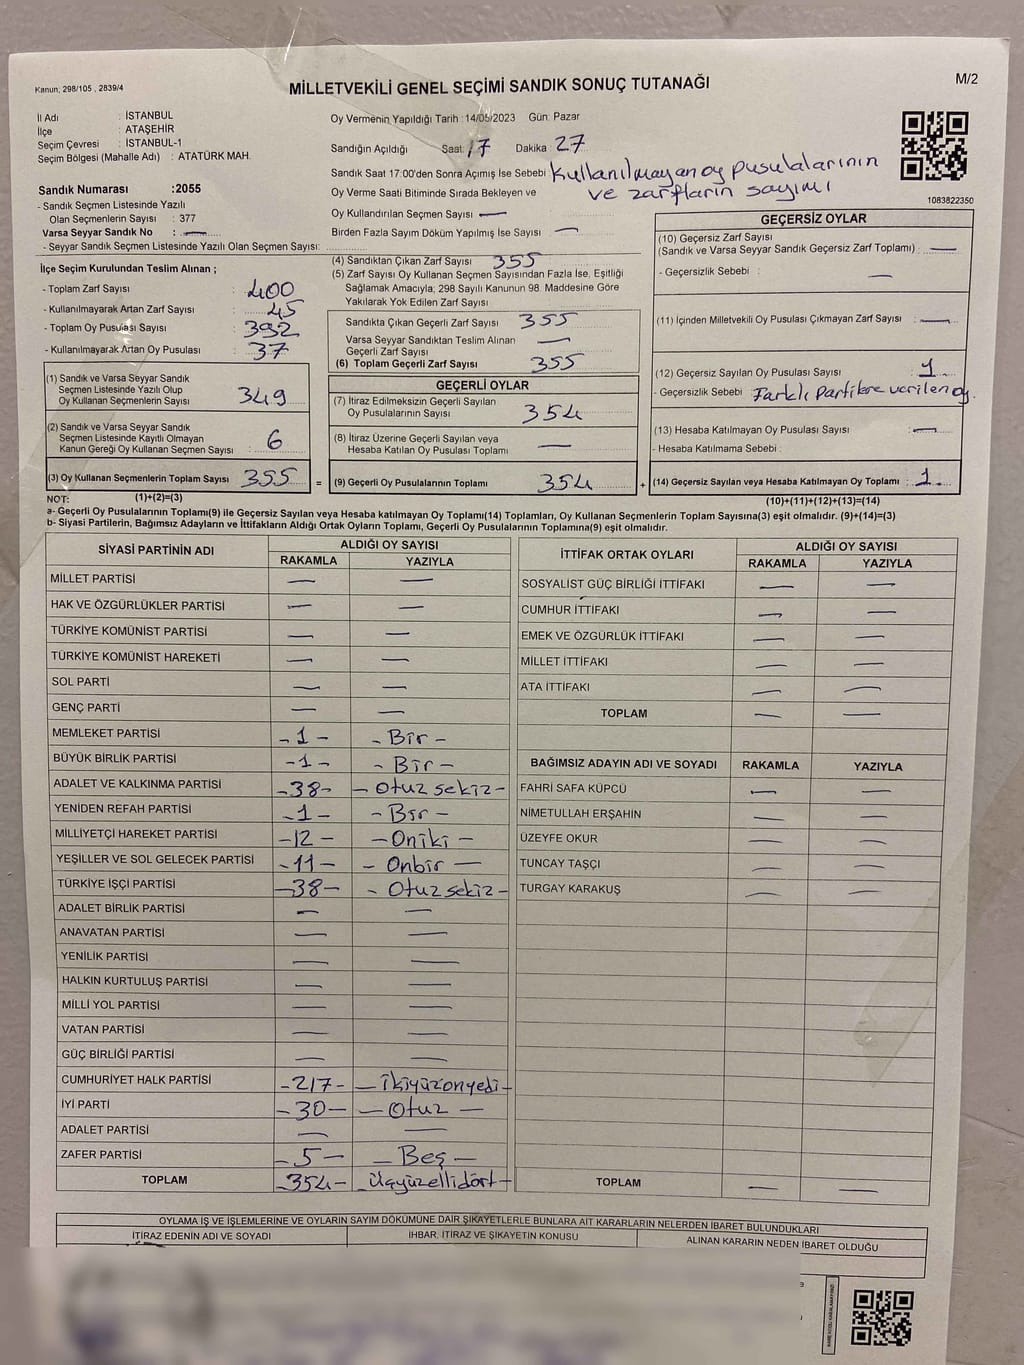 Kanun, 298/105 , 2839/4
MİLLETVEKİLİ GENEL SEÇİMİ SANDIK SONUÇ TUTANAĞI
M/2
İl Adı : İSTANBUL
İlçe : ATAŞEHİR
Seçim Çevresi : İSTANBUL-1
Seçim Bölgesi (Mahalle Adı) : ATATÜRK MAH.
Sandık Numarası :2055
- Sandık Seçmen Listesinde Yazılı
Olan Seçmenlerin Sayısı : 377
Varsa Seyyar Sandık No : —
- Seyyar Sandık Seçmen Listesinde Yazılı Olan Seçmen Sayısı:
Oy Vermenin Yapıldığı Tarih :14/05/2023 Gün: Pazar
Sandığın Açıldığı Saat: 17 Dakika 27
Sandık Saat 17:00'den Sonra Açımış İse Sebebi Kullanılmayan oy pusulalarının
ve zarfların sayımı
Oy Verme Saati Bitiminde Sırada Bekleyen ve
Oy Kullandırılan Seçmen Sayısı —
Birden Fazla Sayım Döküm Yapılmış İse Sayısı : —
1083822350
İlçe Seçim Kurulundan Teslim Alınan ;
- Toplam Zarf Sayısı : 400
- Kullanılmayarak Artan Zarf Sayısı : 45
- Toplam Oy Pusulası Sayısı : 392
- Kullanılmayarak Artan Oy Pusulası : 37
(1) Sandık ve Varsa Seyyar Sandık
Seçmen Listesinde Yazılı Olup
Oy Kullanan Seçmenlerin Sayısı : 349
(2) Sandık ve Varsa Seyyar Sandık
Seçmen Listesinde Kayıtlı Olmayan
Kanun Gereği Oy Kullanan Seçmen Sayısı : 6
(3) Oy Kullanan Seçmenlerin Toplam Sayısı : 355
(4) Sandıktan Çıkan Zarf Sayısı : 355
(5) Zarf Sayısı Oy Kullanan Seçmen Sayısından Fazla İse, Eşitliği
Sağlamak Amacıyla; 298 Sayılı Kanunun 98. Maddesine Göre
Yakılarak Yok Edilen Zarf Sayısı :
Sandıkta Çıkan Geçerli Zarf Sayısı : 355
Varsa Seyyar Sandıktan Teslim Alınan
Geçerli Zarf Sayısı : —
(6) Toplam Geçerli Zarf Sayısı : 355
GEÇERLİ OYLAR
(7) İtiraz Edilmeksizin Geçerli Sayılan
Oy Pusulalarının Sayısı : 354
(8) İtiraz Üzerine Geçerli Sayılan veya
Hesaba Katılan Oy Pusulası Toplamı : —
= (9) Geçerli Oy Pusulalarının Toplamı : 354
GEÇERSİZ OYLAR
(10) Geçersiz Zarf Sayısı
(Sandık ve Varsa Seyyar Sandık Geçersiz Zarf Toplamı) : —
- Geçersizlik Sebebi : —
(11) İçinden Milletvekili Oy Pusulası Çıkmayan Zarf Sayısı : —
(12) Geçersiz Sayılan Oy Pusulası Sayısı : 1
- Geçersizlik Sebebi : Farklı partilere verilen oy.
(13) Hesaba Katılmayan Oy Pusulası Sayısı : —
- Hesaba Katılmama Sebebi :
+ (14) Geçersiz Sayılan veya Hesaba Katılmayan Oy Toplamı : 1
NOT: (1)+(2)=(3)
(10)+(11)+(12)+(13)=(14)
a- Geçerli Oy Pusulalarının Toplamı(9) ile Geçersiz Sayılan veya Hesaba Katılmayan Oy Toplamı(14) Toplamları, Oy Kullanan Seçmenlerin Toplam Sayısına(3) eşit olmalıdır. (9)+(14)=(3)
b- Siyasi Partilerin, Bağımsız Adayların ve İttifakların Aldığı Ortak Oyların Toplamı, Geçerli Oy Pusulalarının Toplamına(9) eşit olmalıdır.
SİYASİ PARTİNİN ADI ALDIĞI OY SAYISI
RAKAMLA YAZIYLA
MİLLET PARTİSİ — —
HAK VE ÖZGÜRLÜKLER PARTİSİ — —
TÜRKİYE KOMÜNİST PARTİSİ — —
TÜRKİYE KOMÜNİST HAREKETİ — —
SOL PARTİ — —
GENÇ PARTİ — —
MEMLEKET PARTİSİ -1- -Bir-
BÜYÜK BİRLİK PARTİSİ -1- -Bir-
ADALET VE KALKINMA PARTİSİ -38- -Otuz sekiz-
YENİDEN REFAH PARTİSİ -1- -Bir-
MİLLİYETÇİ HAREKET PARTİSİ -12- -Oniki-
YEŞİLLER VE SOL GELECEK PARTİSİ -11- -Onbir-
TÜRKİYE İŞÇİ PARTİSİ -38- -Otuz sekiz-
ADALET BİRLİK PARTİSİ — —
ANAVATAN PARTİSİ — —
YENİLİK PARTİSİ — —
HALKIN KURTULUŞ PARTİSİ — —
MİLLİ YOL PARTİSİ — —
VATAN PARTİSİ — —
GÜÇ BİRLİĞİ PARTİSİ — —
CUMHURİYET HALK PARTİSİ -217- -İkiyüzonyedi-
İYİ PARTİ -30- -Otuz-
ADALET PARTİSİ — —
ZAFER PARTİSİ -5- -Beş-
TOPLAM -354- -Üçyüzellidört-
İTTİFAK ORTAK OYLARI ALDIĞI OY SAYISI
RAKAMLA YAZIYLA
SOSYALİST GÜÇ BİRLİĞİ İTTİFAKI — —
CUMHUR İTTİFAKI — —
EMEK VE ÖZGÜRLÜK İTTİFAKI — —
MİLLET İTTİFAKI — —
ATA İTTİFAKI — —
TOPLAM — —
BAĞIMSIZ ADAYIN ADI VE SOYADI RAKAMLA YAZIYLA
FAHRİ SAFA KÜPCÜ — —
NİMETULLAH ERŞAHİN — —
ÜZEYFE OKUR — —
TUNCAY TAŞÇI — —
TURGAY KARAKUŞ — —
TOPLAM — —
OYLAMA İŞ VE İŞLEMLERİNE VE OYLARIN SAYIM DÖKÜMÜNE DAİR ŞİKAYETLERLE BUNLARA AİT KARARLARIN NELERDEN İBARET BULUNDUKLARI
İTİRAZ EDENİN ADI VE SOYADI İHBAR, İTİRAZ VE ŞİKAYETİN KONUSU ALINAN KARARIN NEDEN İBARET OLDUĞU